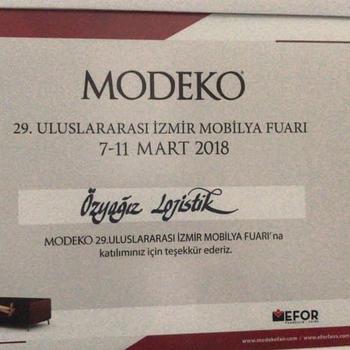 MODEKO
29. ULUSLARARASI İZMİR MOBİLYA FUARI
7-11 MART 2018
Özyağız Lojistik
MODEKO 29.ULUSLARARASI İZMİR MOBİLYA FUARI'na
katılımınız için teşekkür ederiz.
EFOR
www.modekofair.com / www.eforfairs.com